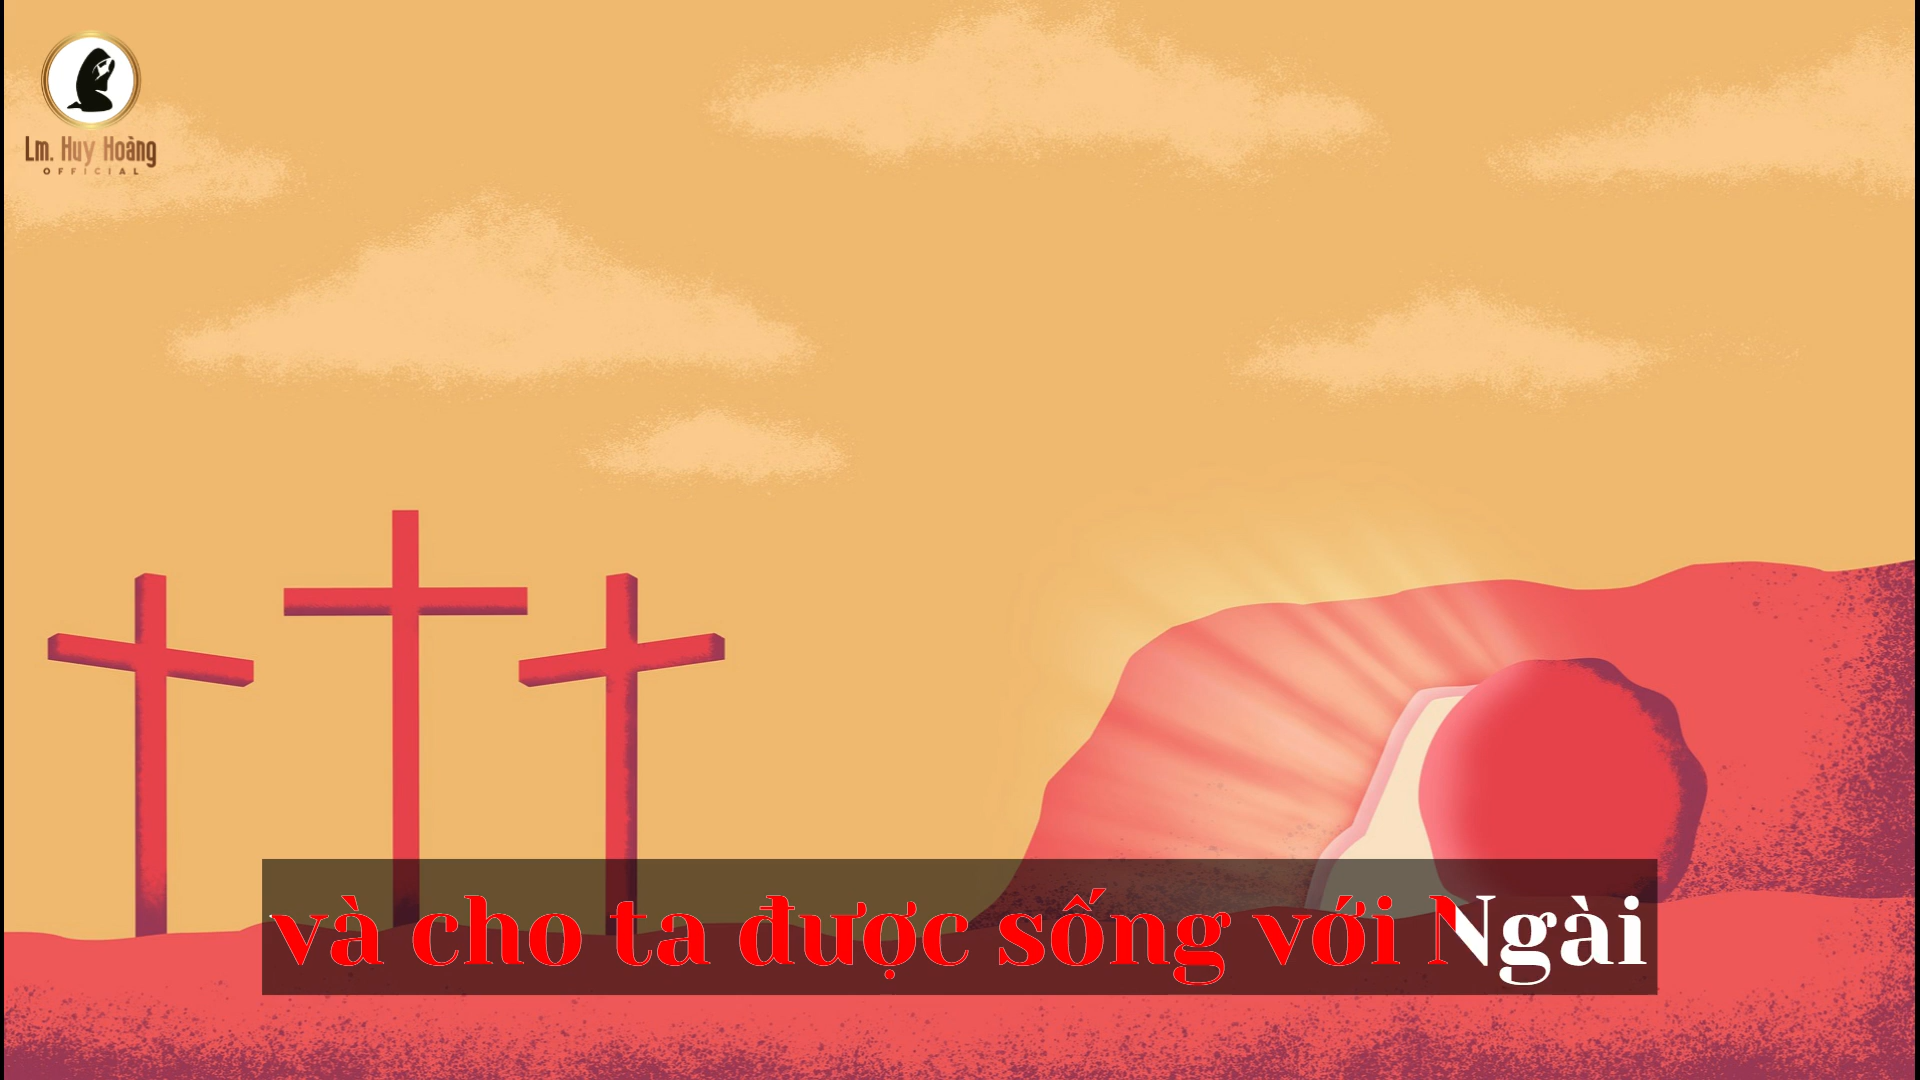 Lm. Huy Hoàng
OFFICIAL
và cho ta được sống với Ngài